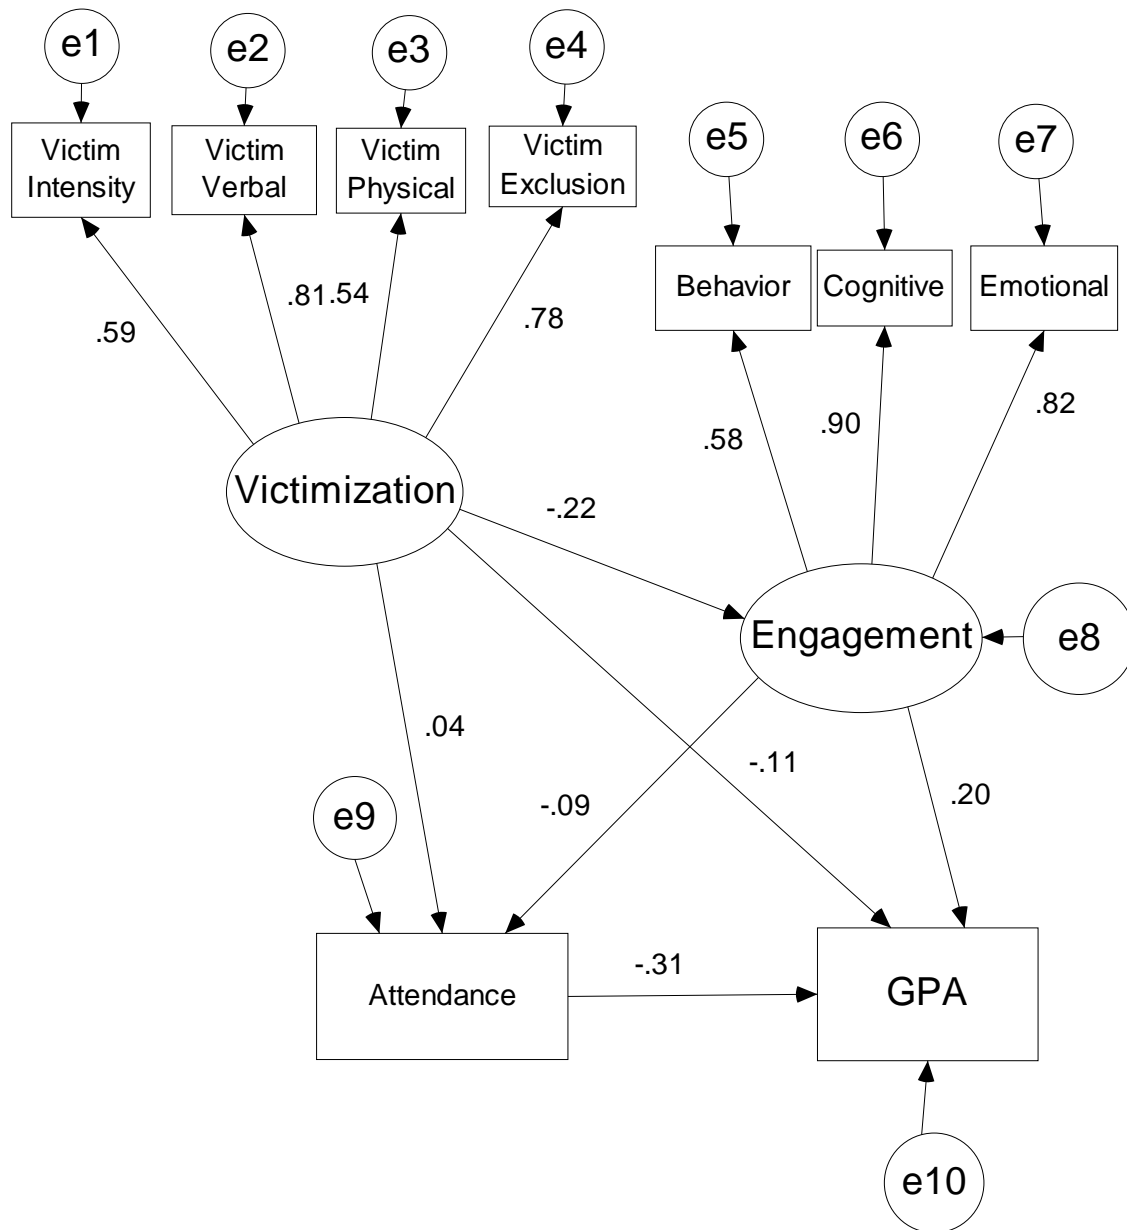 e1
e2
e3
e4
Victim
Intensity
Victim
Verbal
Victim
Physical
Victim
Exclusion
e5
e6
e7
Behavior
Cognitive
Emotional
.59
.81
.54
.78
.58
.90
.82
Victimization
-.22
Engagement
e8
.04
-.09
-.11
.20
e9
Attendance
-.31
GPA
e10